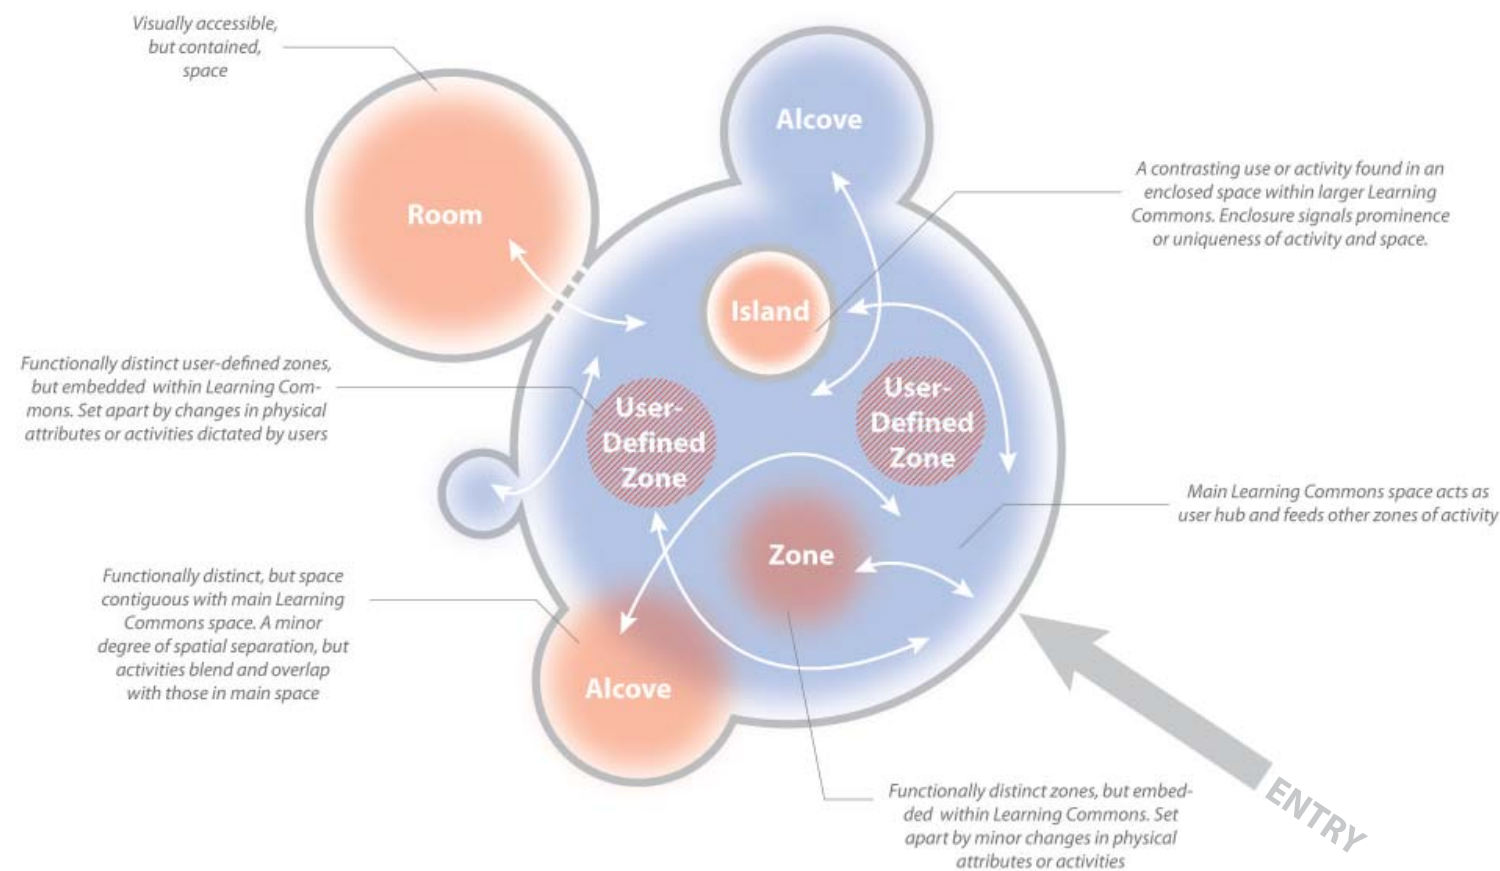 Visually accessible,
but contained,
space
Alcove
Room
A contrasting use or activity found in an
enclosed space within larger Learning
Commons. Enclosure signals prominence
or uniqueness of activity and space.
Island
Functionally distinct user-defined zones,
but embedded within Learning Com-
mons. Set apart by changes in physical
attributes or activities dictated by users
User-
Defined
Zone
User-
Defined
Zone
Main Learning Commons space acts as
user hub and feeds other zones of activity
Zone
Functionally distinct, but space
contiguous with main Learning
Commons space. A minor
degree of spatial separation, but
activities blend and overlap
with those in main space
Alcove
Functionally distinct zones, but embed-
ded within Learning Commons. Set
apart by minor changes in physical
attributes or activities
ENTRY